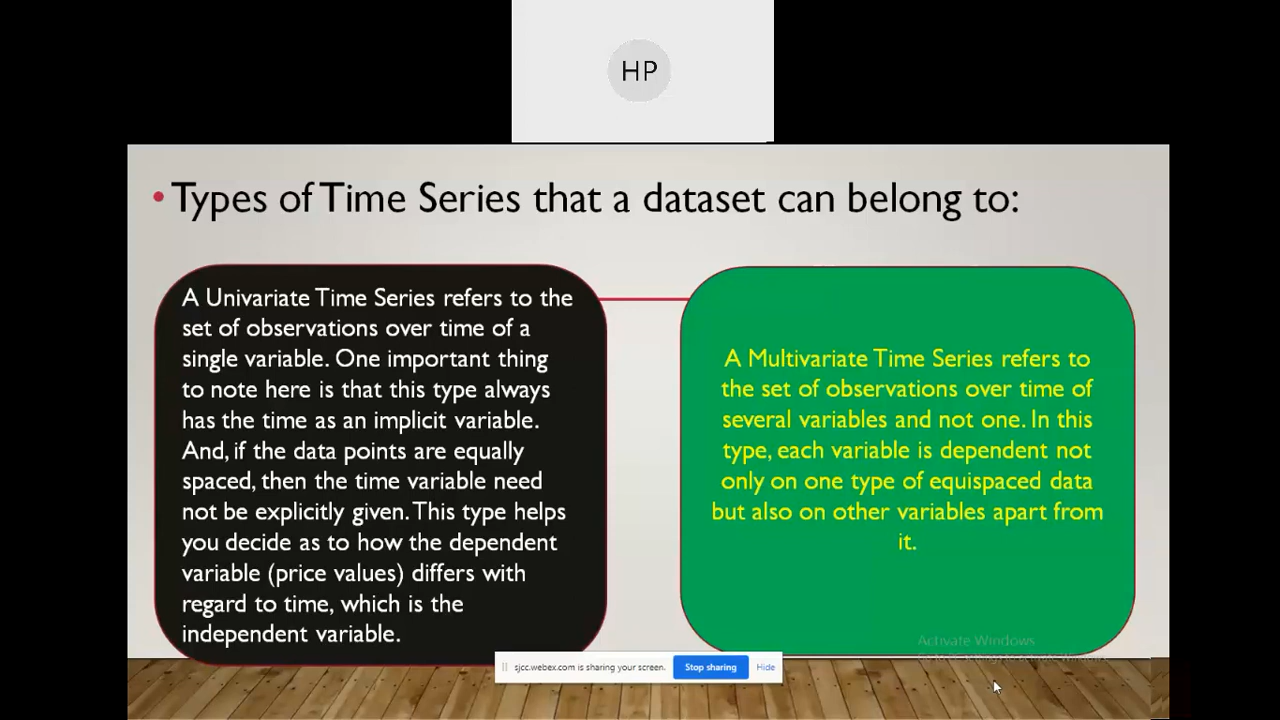 HP
• Types of Time Series that a dataset can belong to:
A Univariate Time Series refers to the
set of observations over time of a
single variable. One important thing
to note here is that this type always
has the time as an implicit variable.
And, if the data points are equally
spaced, then the time variable need
not be explicitly given. This type helps
you decide as to how the dependent
variable (price values) differs with
regard to time, which is the
independent variable.
A Multivariate Time Series refers to
the set of observations over time of
several variables and not one. In this
type, each variable is dependent not
only on one type of equispaced data
but also on other variables apart from
it.
Activate Windows
to activate Windows.
sjcc.webex.com is sharing your screen.
Stop sharing
Hide